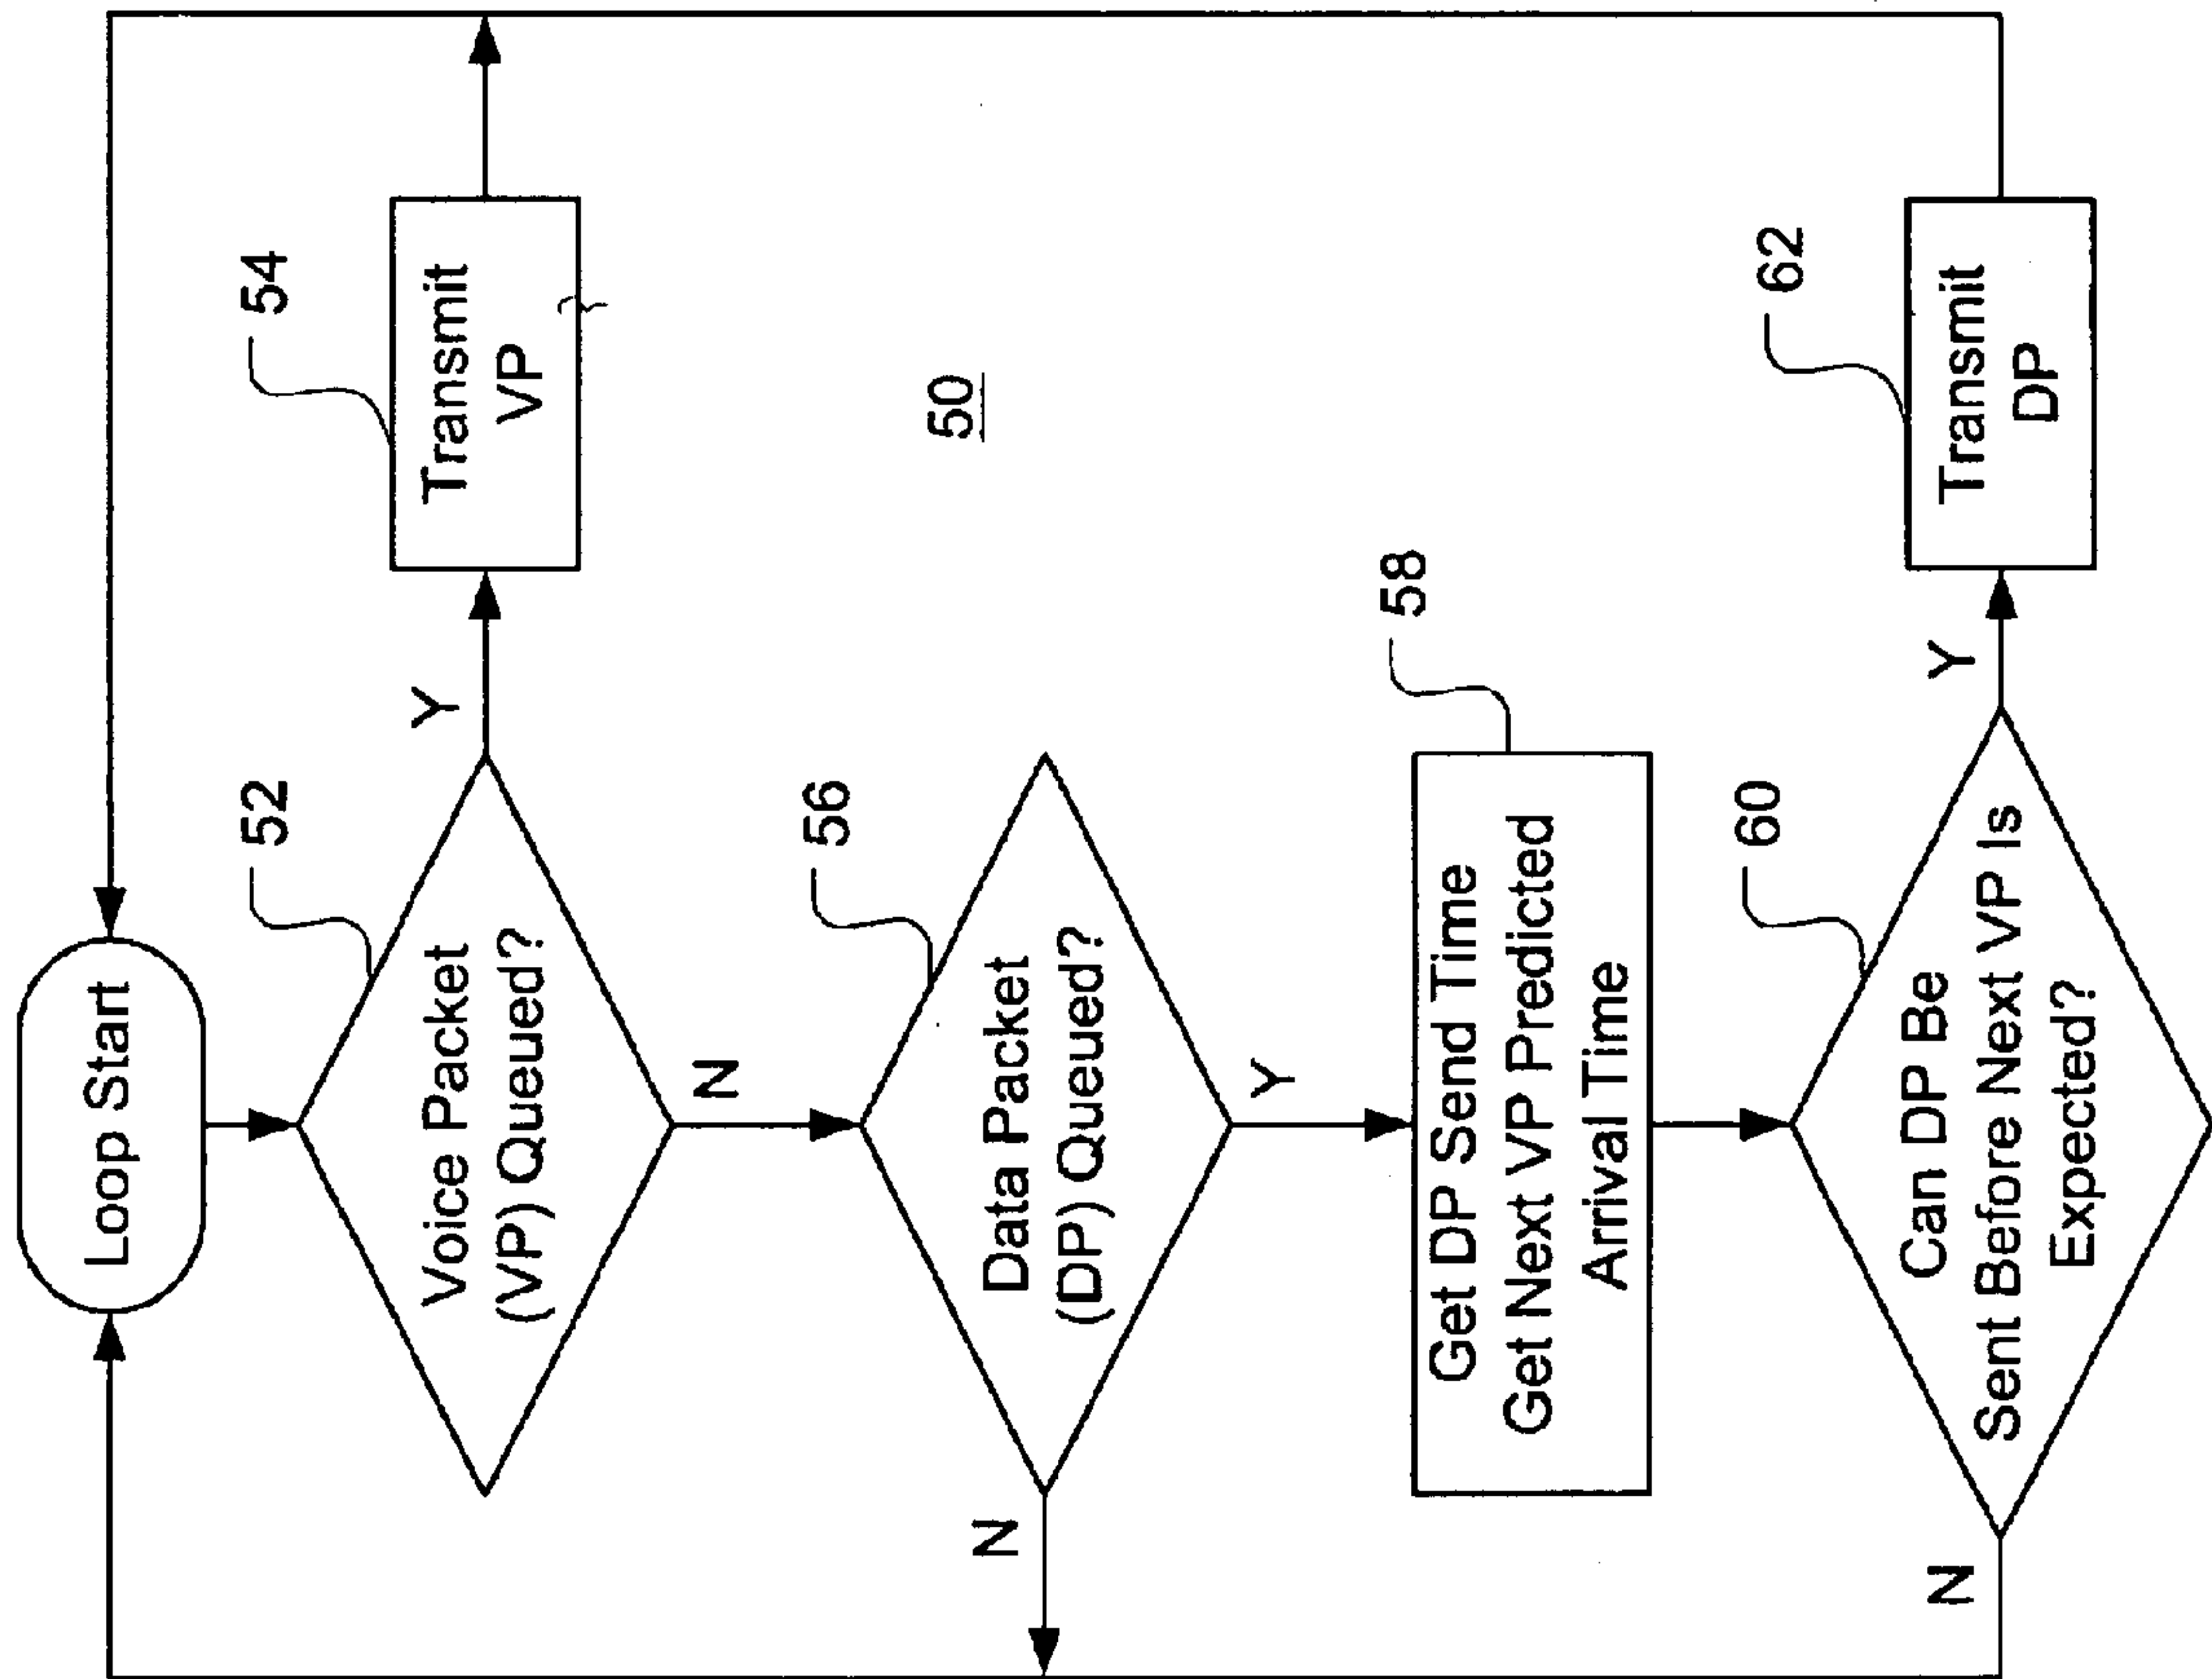 Loop Start
52
Voice Packet
(VP) Queued?
Y
54
Transmit
VP
N
56
Data Packet
(DP) Queued?
N
50
Y
58
Get DP Send Time
Get Next VP Predicted
Arrival Time
60
Can DP Be
Sent Before Next VP Is
Expected?
N
Y
62
Transmit
DP